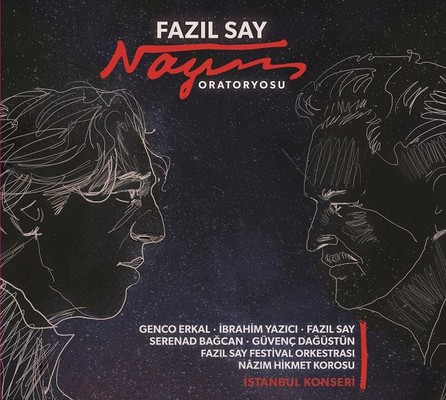 FAZIL SAY
Nazım
ORATORYOSU
GENCO ERKAL · İBRAHİM YAZICI · FAZIL SAY
SERENAD BAĞCAN · GÜVENÇ DAĞÜSTÜN
FAZIL SAY FESTİVAL ORKESTRASI
NÂZIM HİKMET KOROSU
İSTANBUL KONSERİ